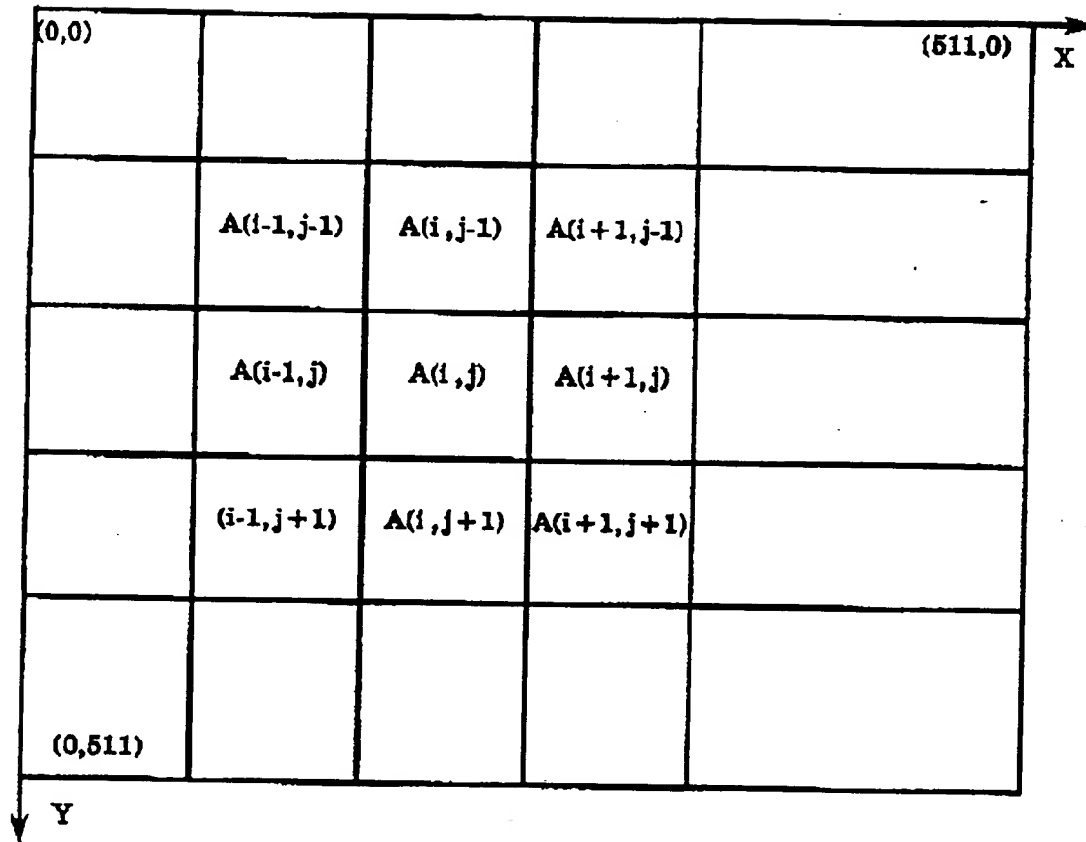 (0,0) (511,0) X
A(i-1,j-1) A(i,j-1) A(i+1,j-1)
A(i-1,j) A(i,j) A(i+1,j)
(i-1,j+1) A(i,j+1) A(i+1,j+1)
(0,511)
Y